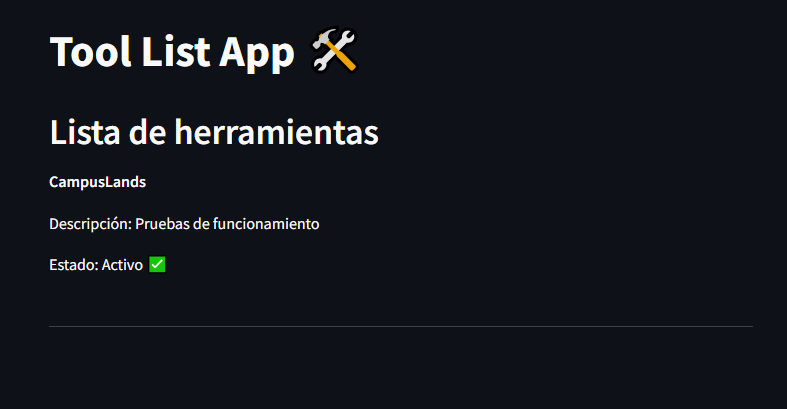 Tool List App 🛠️
Lista de herramientas
CampusLands
Descripción: Pruebas de funcionamiento
Estado: Activo ✅